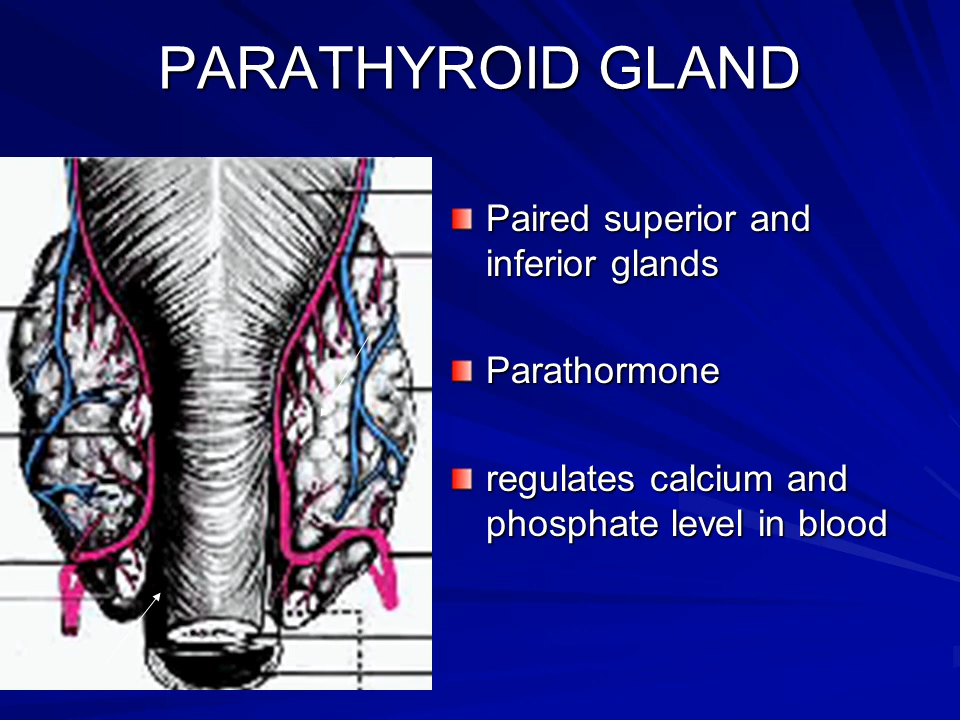 PARATHYROID GLAND
Paired superior and
inferior glands
Parathormone
regulates calcium and
phosphate level in blood